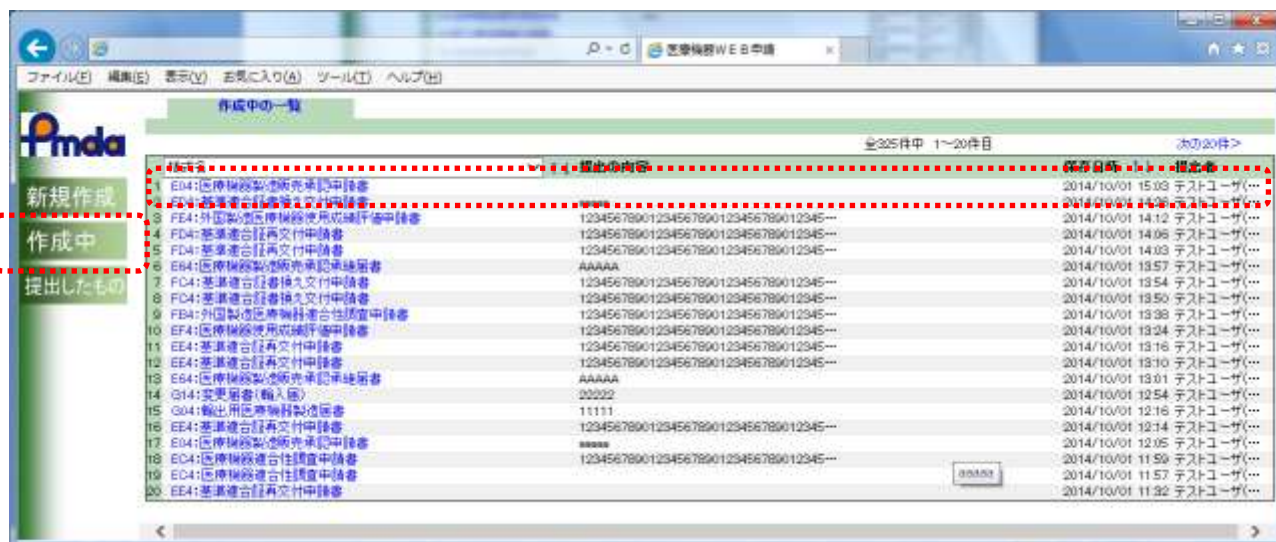 医療機器WEB申請
ファイル(F) 編集(E) 表示(V) お気に入り(A) ツール(T) ヘルプ(H)
作成中の一覧
Pmda
全325件中 1～20件目 次の20件>
様式名 提出の内容 保存日時 提出者
新規作成
作成中
提出したもの
1 E04:医療機器製造販売承認申請書 2014/10/01 15:03 テストユーザ(…
2 基準適合証書換え交付申請書 2014/10/01 14:38 テストユーザ(…
3 FE4:外国製造医療機器使用成績評価申請書 12345678901234567890123456789012345… 2014/10/01 14:12 テストユーザ(…
4 FD4:基準適合証再交付申請書 12345678901234567890123456789012345… 2014/10/01 14:06 テストユーザ(…
5 FD4:基準適合証再交付申請書 12345678901234567890123456789012345… 2014/10/01 14:03 テストユーザ(…
6 E64:医療機器製造販売承認承継届書 AAAAA 2014/10/01 13:57 テストユーザ(…
7 FC4:基準適合証書換え交付申請書 12345678901234567890123456789012345… 2014/10/01 13:54 テストユーザ(…
8 FC4:基準適合証書換え交付申請書 12345678901234567890123456789012345… 2014/10/01 13:50 テストユーザ(…
9 FB4:外国製造医療機器適合性調査申請書 12345678901234567890123456789012345… 2014/10/01 13:38 テストユーザ(…
10 EF4:医療機器使用成績評価申請書 12345678901234567890123456789012345… 2014/10/01 13:24 テストユーザ(…
11 EE4:基準適合証再交付申請書 12345678901234567890123456789012345… 2014/10/01 13:16 テストユーザ(…
12 EE4:基準適合証再交付申請書 12345678901234567890123456789012345… 2014/10/01 13:10 テストユーザ(…
13 E64:医療機器製造販売承認承継届書 AAAAA 2014/10/01 13:01 テストユーザ(…
14 G14:変更届書(輸入届) 22222 2014/10/01 12:54 テストユーザ(…
15 G04:輸出用医療機器製造届書 11111 2014/10/01 12:16 テストユーザ(…
16 EE4:基準適合証再交付申請書 12345678901234567890123456789012345… 2014/10/01 12:14 テストユーザ(…
17 E04:医療機器製造販売承認申請書 aaaaa 2014/10/01 12:05 テストユーザ(…
18 EC4:医療機器適合性調査申請書 12345678901234567890123456789012345… 2014/10/01 11:59 テストユーザ(…
19 EC4:医療機器適合性調査申請書 2014/10/01 11:57 テストユーザ(…
20 EE4:基準適合証再交付申請書 2014/10/01 11:32 テストユーザ(…